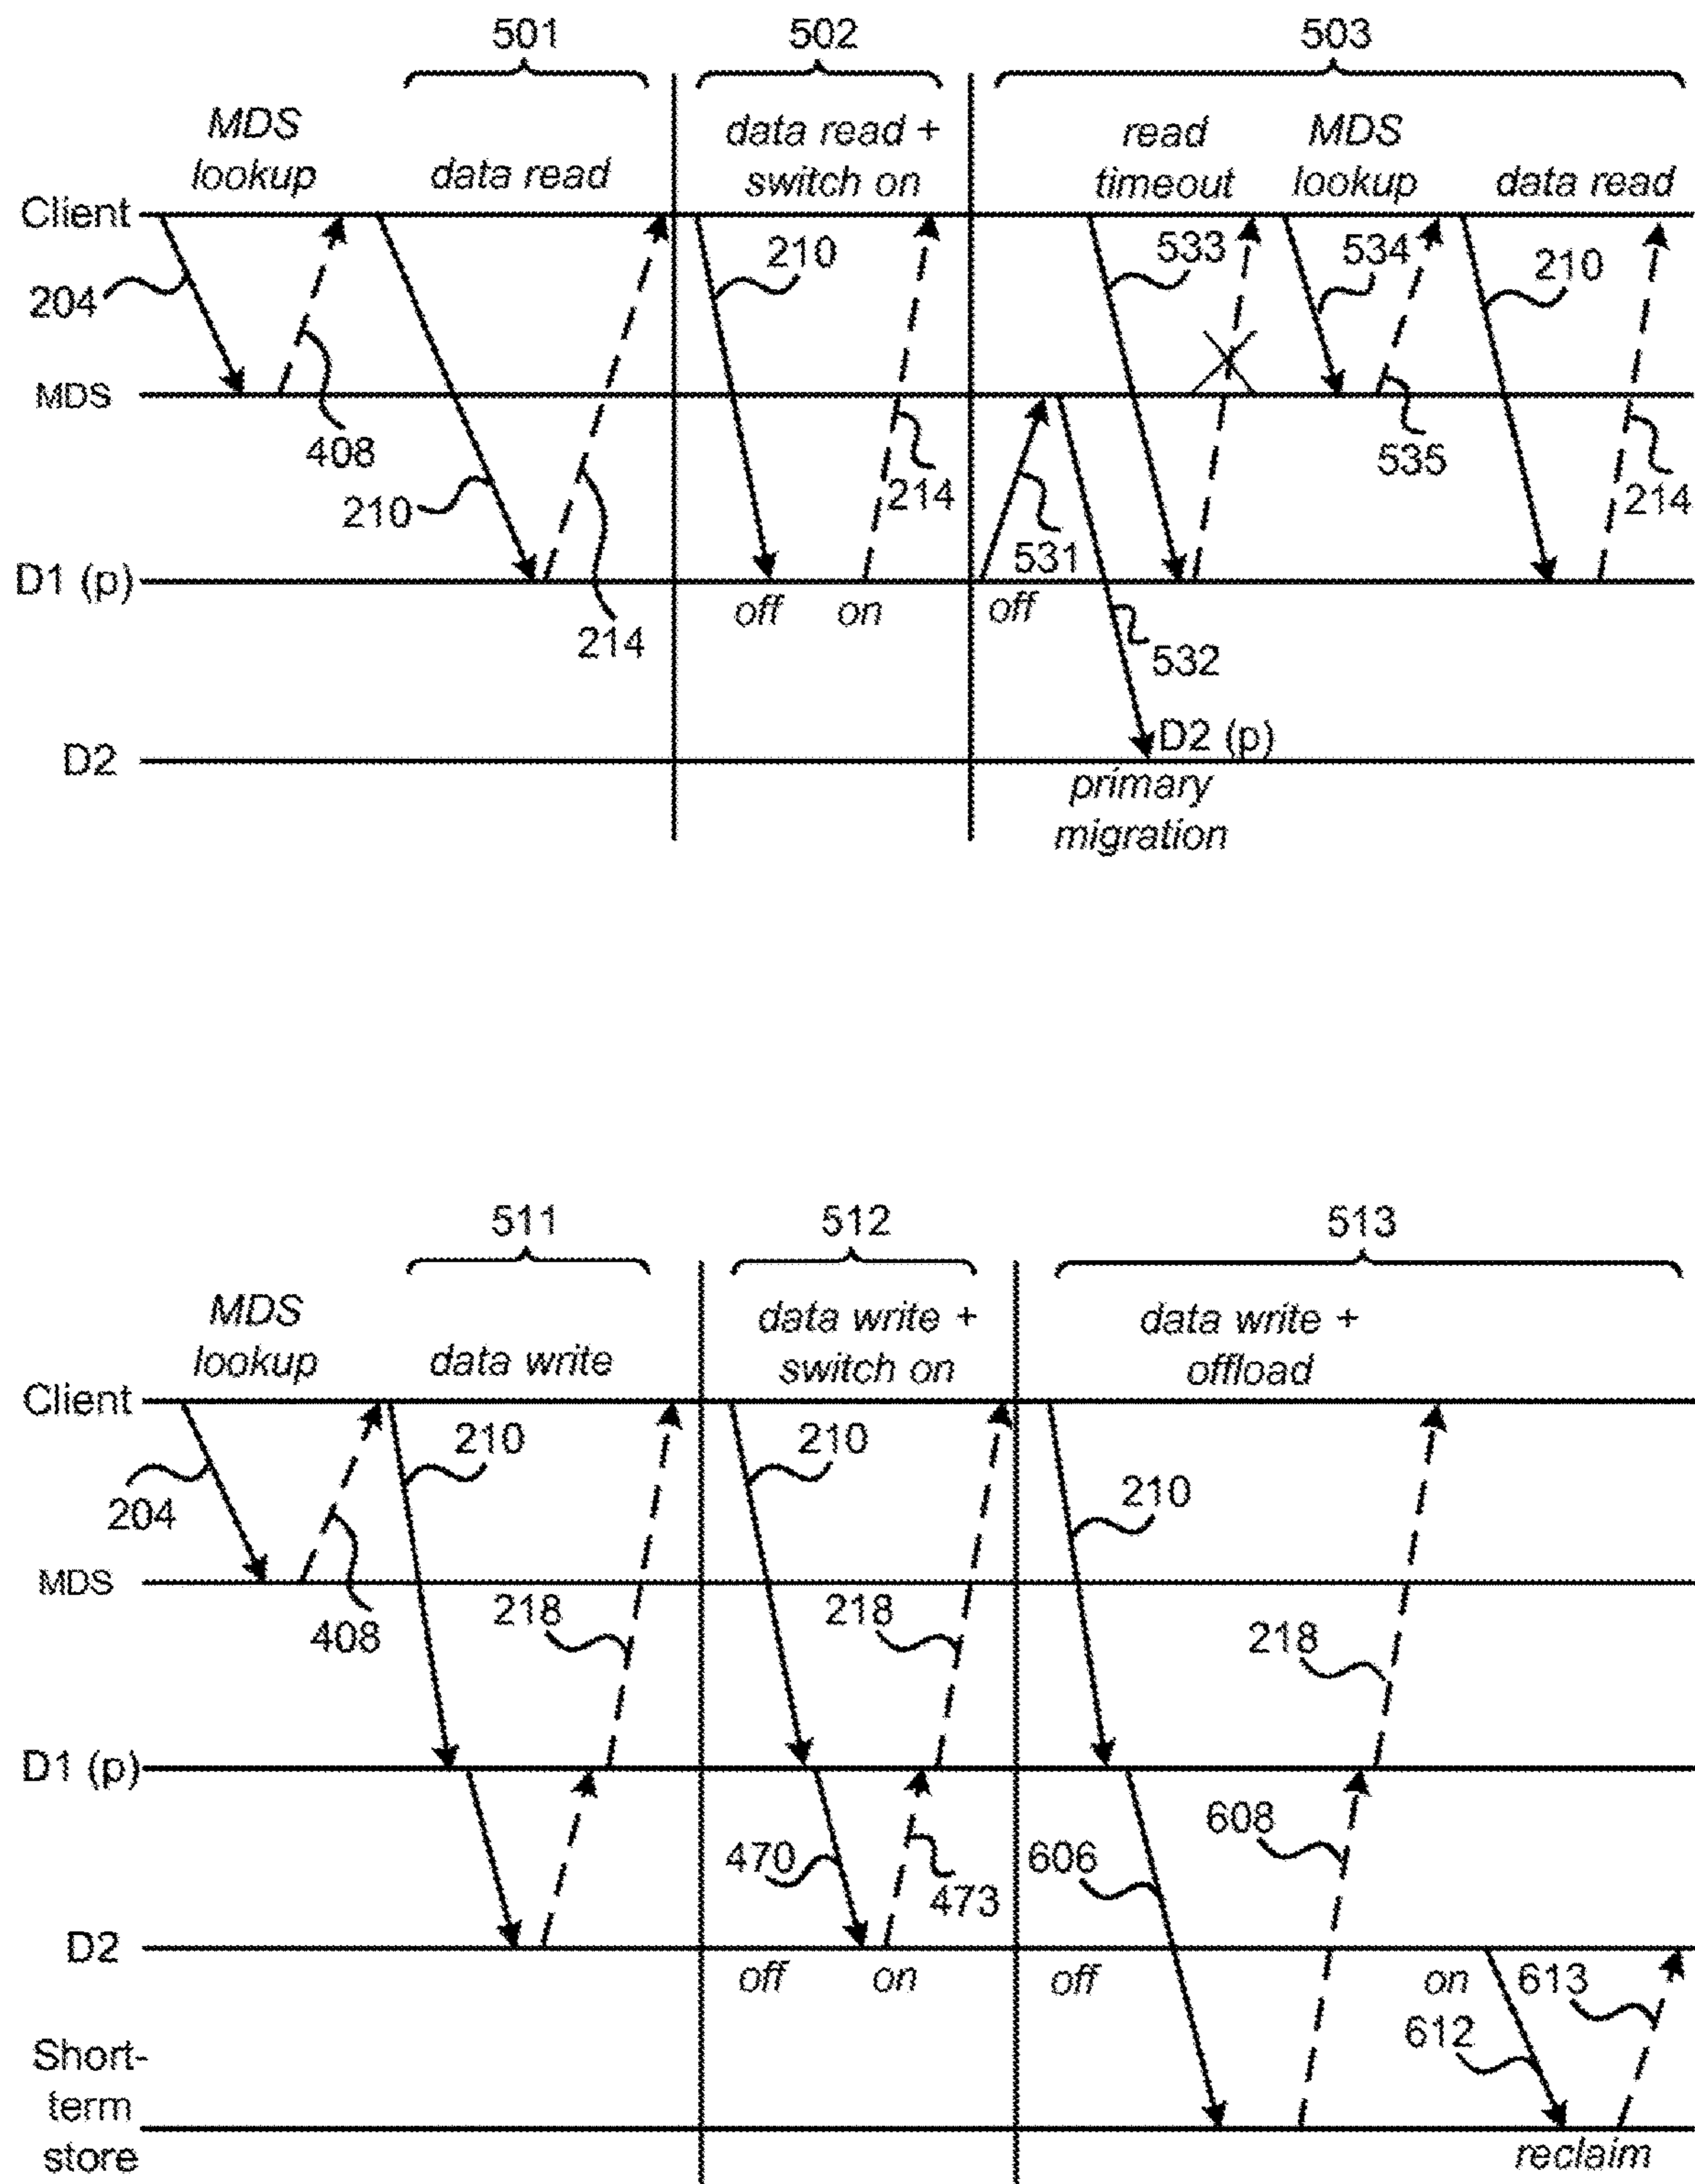 501
502
503
MDS
lookup
data read
data read +
switch on
read
timeout
MDS
lookup
data read
Client
210
533
534
210
204
MDS
408
535
210
214
214
531
D1 (p)
off
on
off
214
532
D2 (p)
D2
primary
migration
511
512
513
MDS
lookup
data write
data write +
switch on
data write +
offload
Client
210
210
210
204
MDS
408
218
218
218
D1 (p)
470
473
606
608
D2
off
on
off
on
613
612
Short-
term
store
reclaim